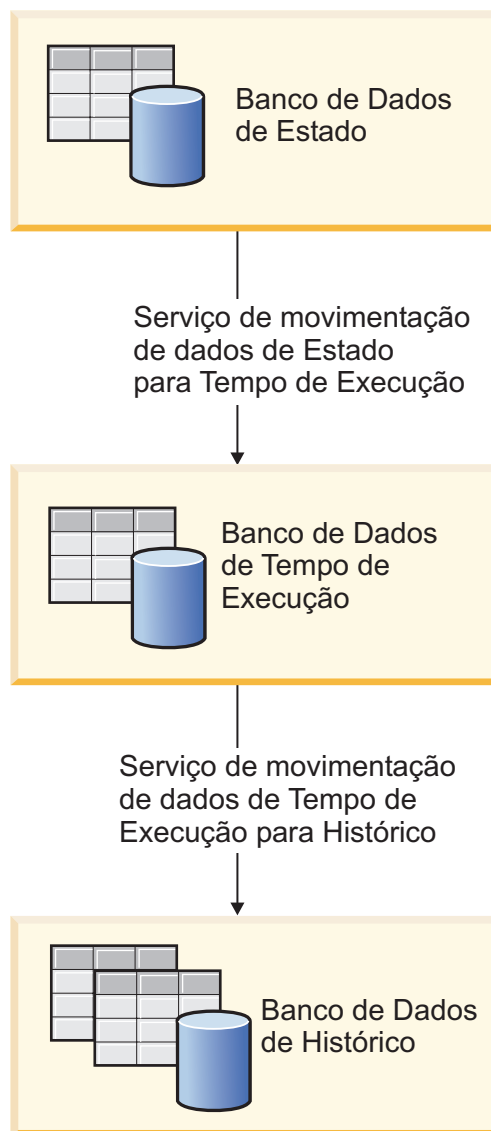 Banco de Dados
de Estado
Serviço de movimentação
de dados de Estado
para Tempo de Execução
Banco de Dados
de Tempo de
Execução
Serviço de movimentação
de dados de Tempo de
Execução para Histórico
Banco de Dados
de Histórico